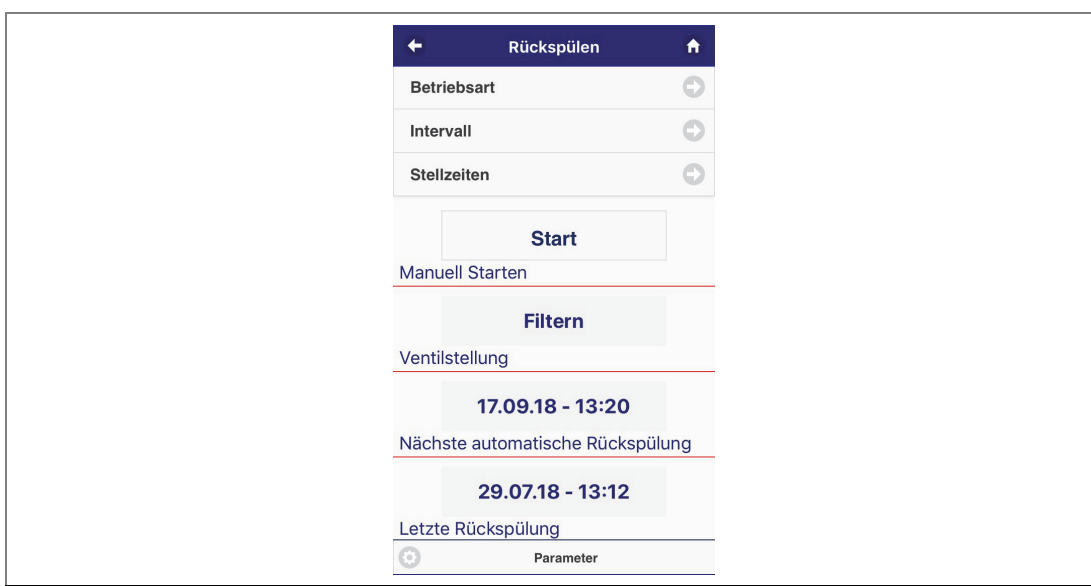 Rückspülen
Betriebsart
Intervall
Stellzeiten
Start
Manuell Starten
Filtern
Ventilstellung
17.09.18 - 13:20
Nächste automatische Rückspülung
29.07.18 - 13:12
Letzte Rückspülung
Parameter